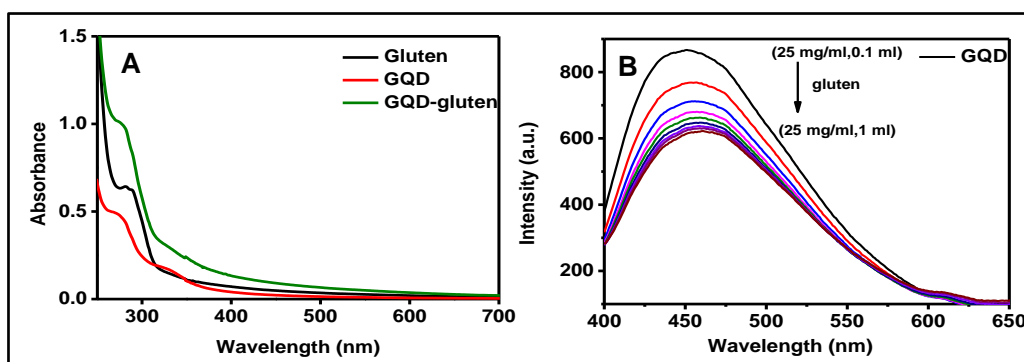 A
Gluten
GQD
GQD-gluten
1.5
1.0
0.5
0.0
300
400
500
600
700
Absorbance
Wavelength (nm)
B
(25 mg/ml,0.1 ml)
gluten
(25 mg/ml,1 ml)
GQD
800
600
400
200
400
450
500
550
600
650
Intensity (a.u.)
Wavelength (nm)